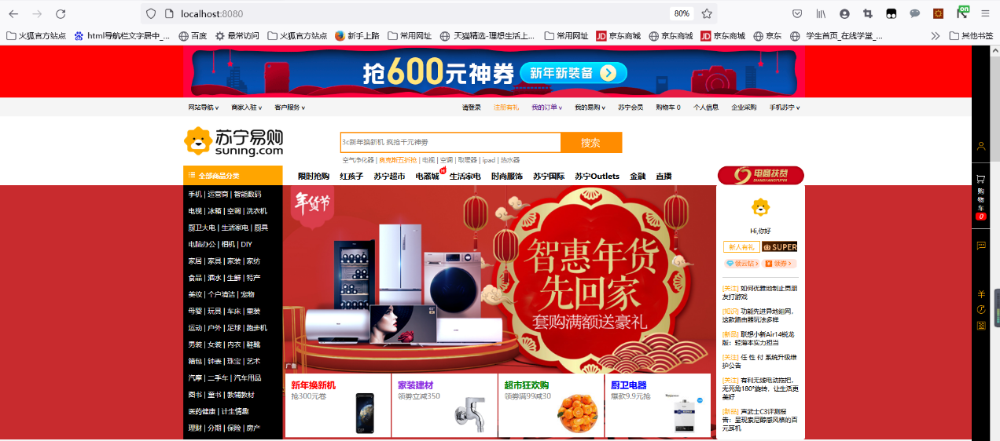 localhost:8080
80%
on
火狐官方站点 html导航栏文字居中_... 百度 最常访问 火狐官方站点 新手上路 常用网址 天猫精选-理想生活上... 常用网址 JD 京东商城 京东商城 JD 京东商城 京东 学生首页_在线学堂_... 其他书签
抢600元神券 新年新装备
网站导航 商家入驻 客户服务 请登录 注册有礼 我的订单 我的易购 苏宁会员 购物车 0 个人信息 企业采购 手机苏宁
苏宁易购
suning.com
3c新年换新机 疯抢千元神券 搜索
空气净化器 | 奥克斯五折抢 | 电视 | 空调 | 取暖器 | ipad | 热水器
全部商品分类 限时抢购 红孩子 苏宁超市 电器城 生活家电 时尚服饰 苏宁国际 苏宁Outlets 金融 直播 电商扶贫
DIANSHANGFUPIN
手机 | 运营商 | 智能数码
电视 | 冰箱 | 空调 | 洗衣机
厨卫大电 | 生活家电 | 厨具
电脑办公 | 相机 | DIY
家居 | 家具 | 家装 | 家纺
食品 | 酒水 | 生鲜 | 特产
美妆 | 个户清洁 | 宠物
母婴 | 玩具 | 车床 | 童装
运动 | 户外 | 足球 | 跑步机
男装 | 女装 | 内衣 | 鞋靴
箱包 | 钟表 | 珠宝 | 艺术
汽摩 | 二手车 | 汽车用品
图书 | 童书 | 教辅教材
医药健康 | 计生情趣
理财 | 分期 | 保险 | 房产
年货节
智惠年货
先回家
套购满额送豪礼
广告
新年换新机
抢300元卷
家装建材
领劵立减350
超市狂欢购
领劵满99减30
厨卫电器
爆款9.9元抢
Hi,你好
新人有礼 SUPER
领云钻 领券
[关注] 如何优雅地制止男朋
友打游戏
[知识] 功能先进异地组网，
这款路由器玩法多样
[新品] 联想小新Air14锐龙
版：轻薄本实力担当
[关注] 任 性 付 系统升级维
护公告
[关注] 有利无线电动拖把，
无死角180°旋转，让生活更
美好
[新品] 声武士C3评测报
告：呈现索尼醇感风格的百
元耳机
购
物
车
0